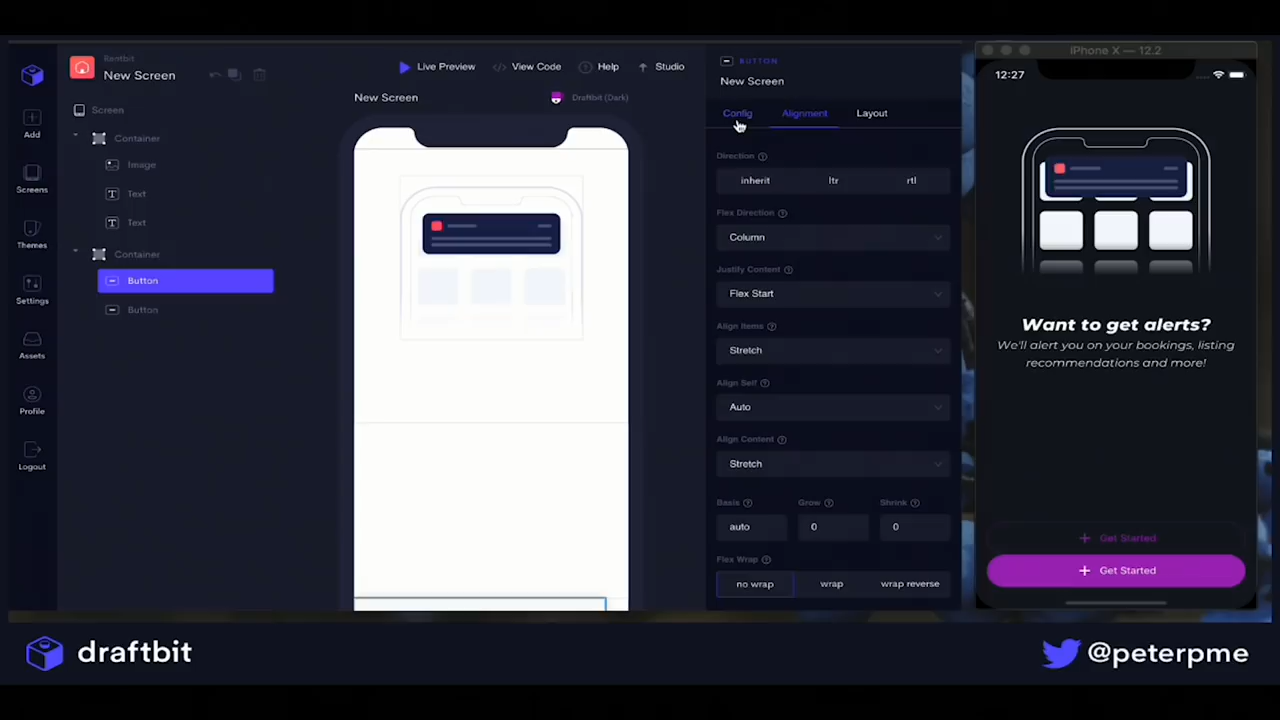 iPhone X — 12.2
Rentbit
New Screen
Live Preview
View Code
Help
Studio
BUTTON
New Screen
12:27
Add
Screens
Themes
Settings
Assets
Profile
Logout
Screen
Container
Image
Text
Text
Container
Button
Button
New Screen
Draftbit (Dark)
Config
Alignment
Layout
Direction
inherit
ltr
rtl
Flex Direction
Column
Justify Content
Flex Start
Align Items
Stretch
Align Self
Auto
Align Content
Stretch
Basis
Grow
Shrink
auto
0
0
Flex Wrap
no wrap
wrap
wrap reverse
Want to get alerts?
We'll alert you on your bookings, listing
recommendations and more!
Get Started
Get Started
draftbit
@peterpme